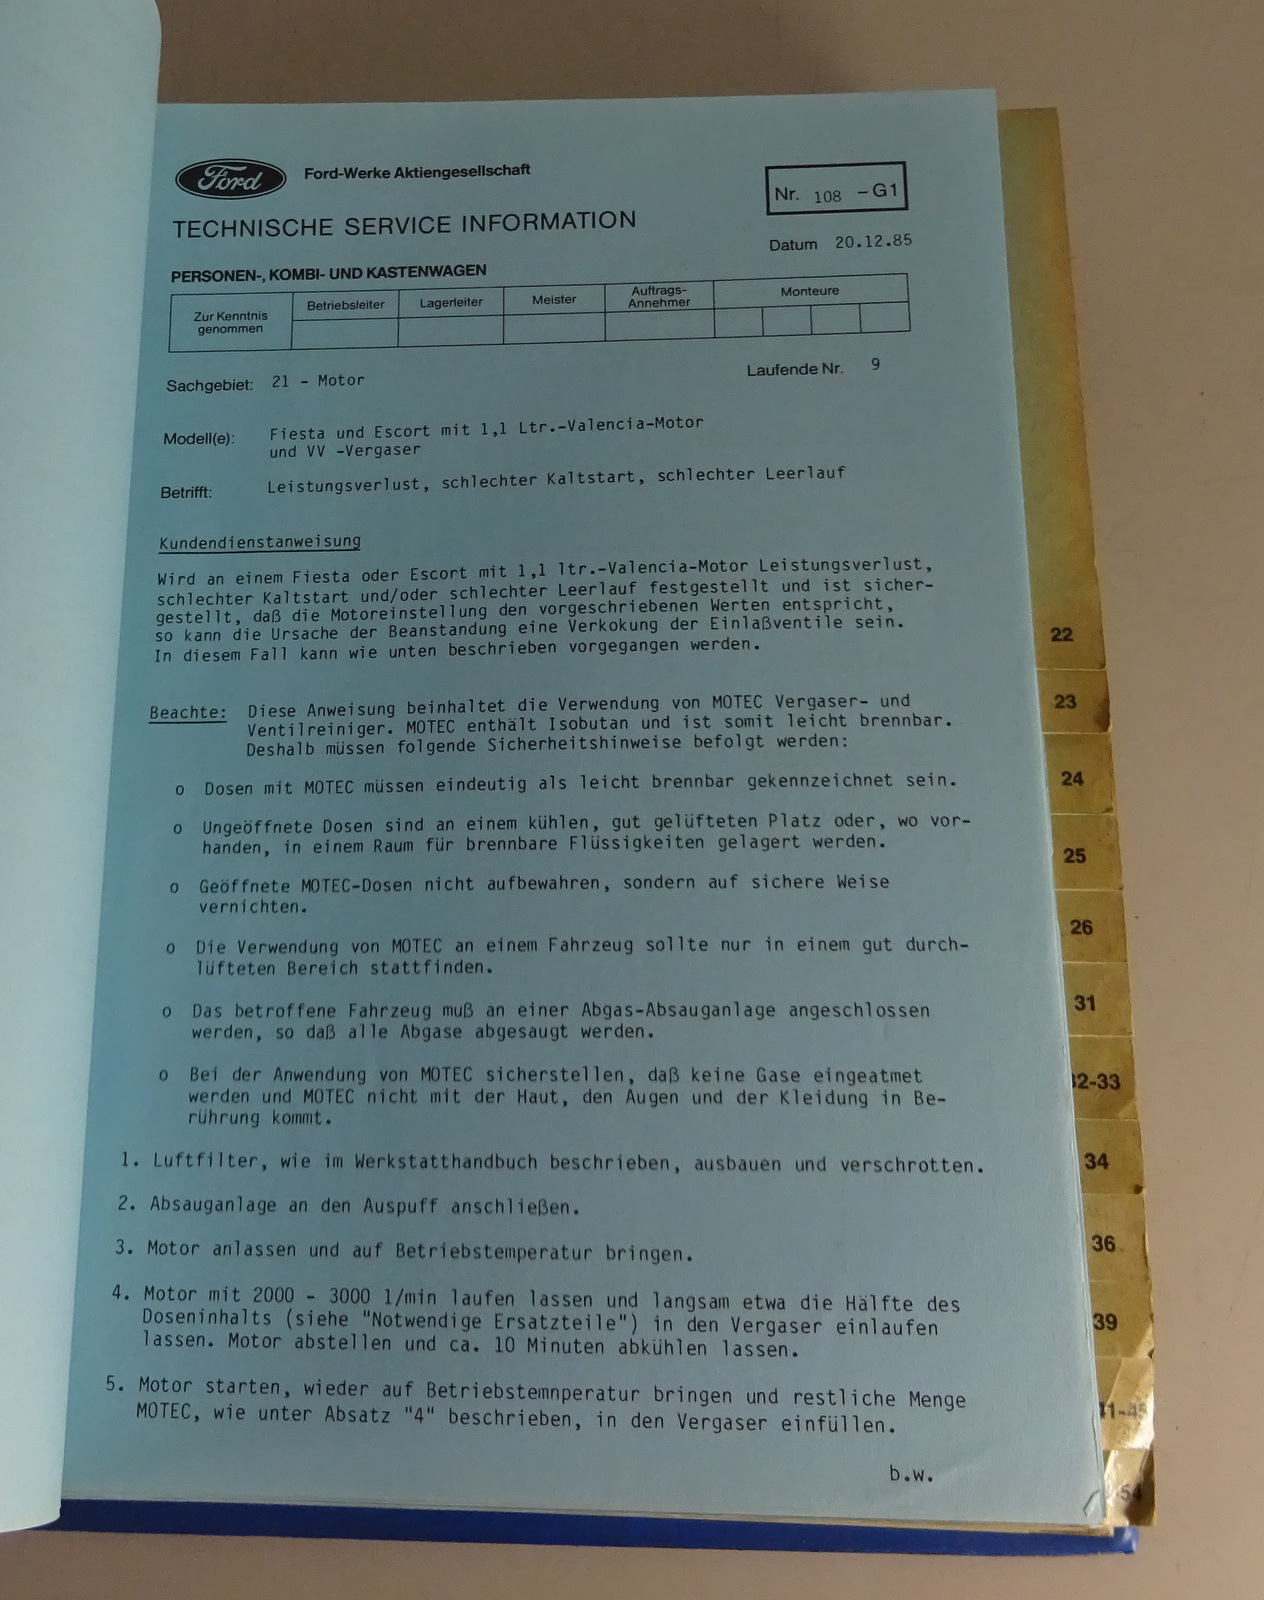 Ford
Ford-Werke Aktiengesellschaft
Nr. 108 -G1
TECHNISCHE SERVICE INFORMATION
Datum 20.12.85
PERSONEN-, KOMBI- UND KASTENWAGEN
Zur Kenntnis
genommen
Betriebsleiter
Lagerleiter
Meister
Auftrags-
Annehmer
Monteure
Sachgebiet: 21 - Motor
Laufende Nr. 9
Modell(e): Fiesta und Escort mit 1,1 Ltr.-Valencia-Motor
und VV -Vergaser
Betrifft: Leistungsverlust, schlechter Kaltstart, schlechter Leerlauf
Kundendienstanweisung
Wird an einem Fiesta oder Escort mit 1,1 ltr.-Valencia-Motor Leistungsverlust,
schlechter Kaltstart und/oder schlechter Leerlauf festgestellt und ist sicher-
gestellt, daß die Motoreinstellung den vorgeschriebenen Werten entspricht,
so kann die Ursache der Beanstandung eine Verkokung der Einlaßventile sein.
In diesem Fall kann wie unten beschrieben vorgegangen werden.
Beachte: Diese Anweisung beinhaltet die Verwendung von MOTEC Vergaser- und
Ventilreiniger. MOTEC enthält Isobutan und ist somit leicht brennbar.
Deshalb müssen folgende Sicherheitshinweise befolgt werden:
o Dosen mit MOTEC müssen eindeutig als leicht brennbar gekennzeichnet sein.
o Ungeöffnete Dosen sind an einem kühlen, gut gelüfteten Platz oder, wo vor-
handen, in einem Raum für brennbare Flüssigkeiten gelagert werden.
o Geöffnete MOTEC-Dosen nicht aufbewahren, sondern auf sichere Weise
vernichten.
o Die Verwendung von MOTEC an einem Fahrzeug sollte nur in einem gut durch-
lüfteten Bereich stattfinden.
o Das betroffene Fahrzeug muß an einer Abgas-Absauganlage angeschlossen
werden, so daß alle Abgase abgesaugt werden.
o Bei der Anwendung von MOTEC sicherstellen, daß keine Gase eingeatmet
werden und MOTEC nicht mit der Haut, den Augen und der Kleidung in Be-
rührung kommt.
1. Luftfilter, wie im Werkstatthandbuch beschrieben, ausbauen und verschrotten.
2. Absauganlage an den Auspuff anschließen.
3. Motor anlassen und auf Betriebstemperatur bringen.
4. Motor mit 2000 - 3000 1/min laufen lassen und langsam etwa die Hälfte des
Doseninhalts (siehe "Notwendige Ersatzteile") in den Vergaser einlaufen
lassen. Motor abstellen und ca. 10 Minuten abkühlen lassen.
5. Motor starten, wieder auf Betriebstemnperatur bringen und restliche Menge
MOTEC, wie unter Absatz "4" beschrieben, in den Vergaser einfüllen.
b.w.
22
23
24
25
26
31
32-33
34
36
39
54